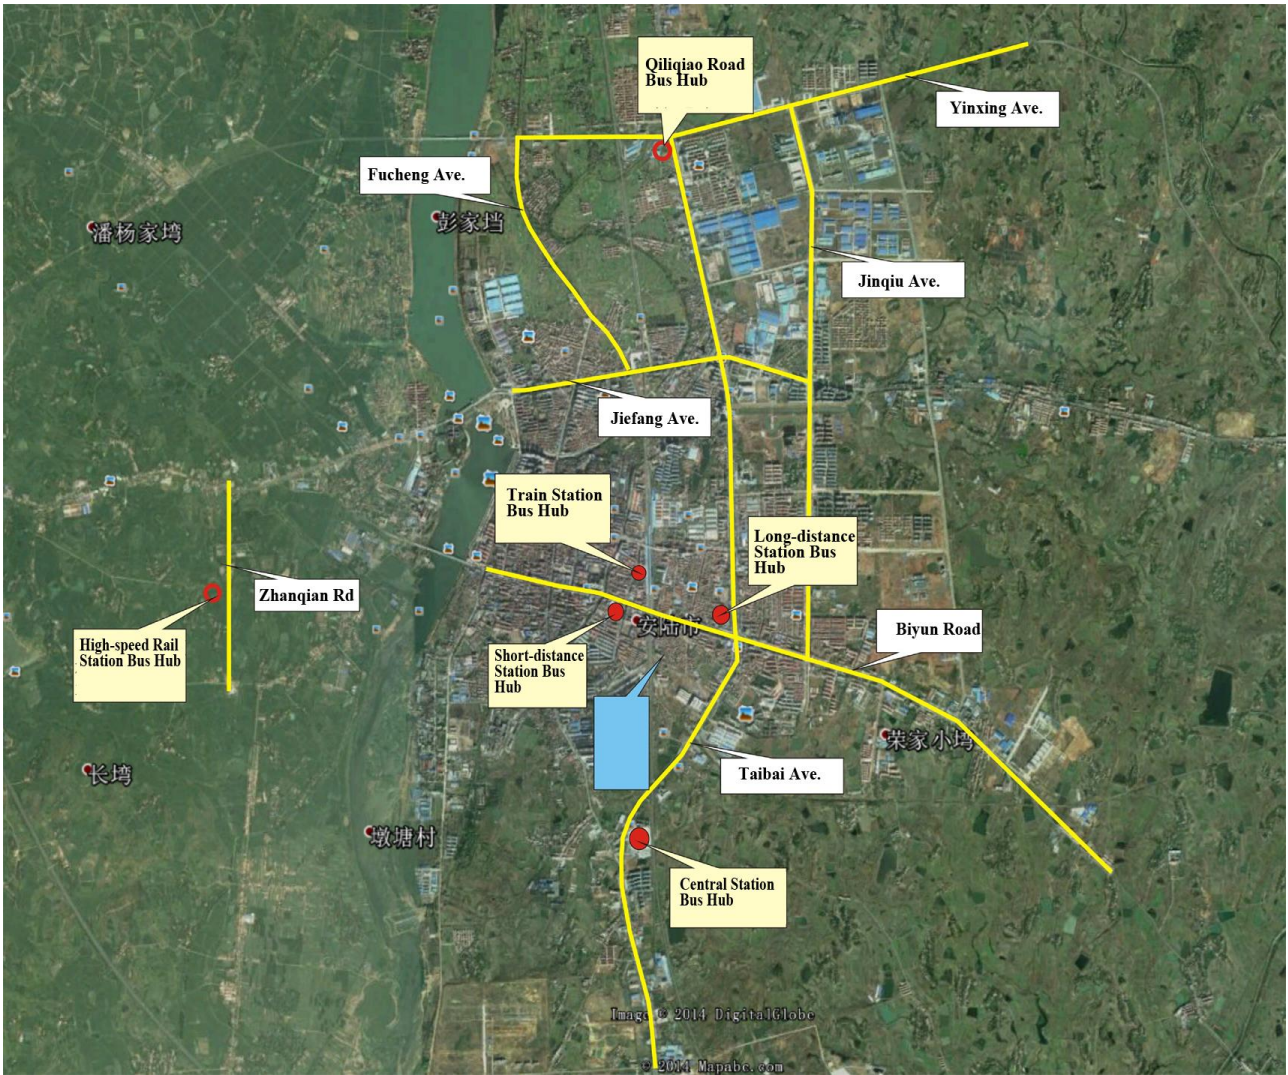 Qiliqiao Road
Bus Hub
Yinxing Ave.
Fucheng Ave.
彭家垱
潘杨家塆
Jinqiu Ave.
Jiefang Ave.
Train Station
Bus Hub
Long-distance
Station Bus
Hub
Zhanqian Rd
High-speed Rail
Station Bus Hub
安陆市
Biyun Road
Short-distance
Station Bus
Hub
荣家小塆
长塆
Taibai Ave.
墩塘村
Central Station
Bus Hub
Image © 2014 DigitalGlobe
© 2014 Mapabc.com